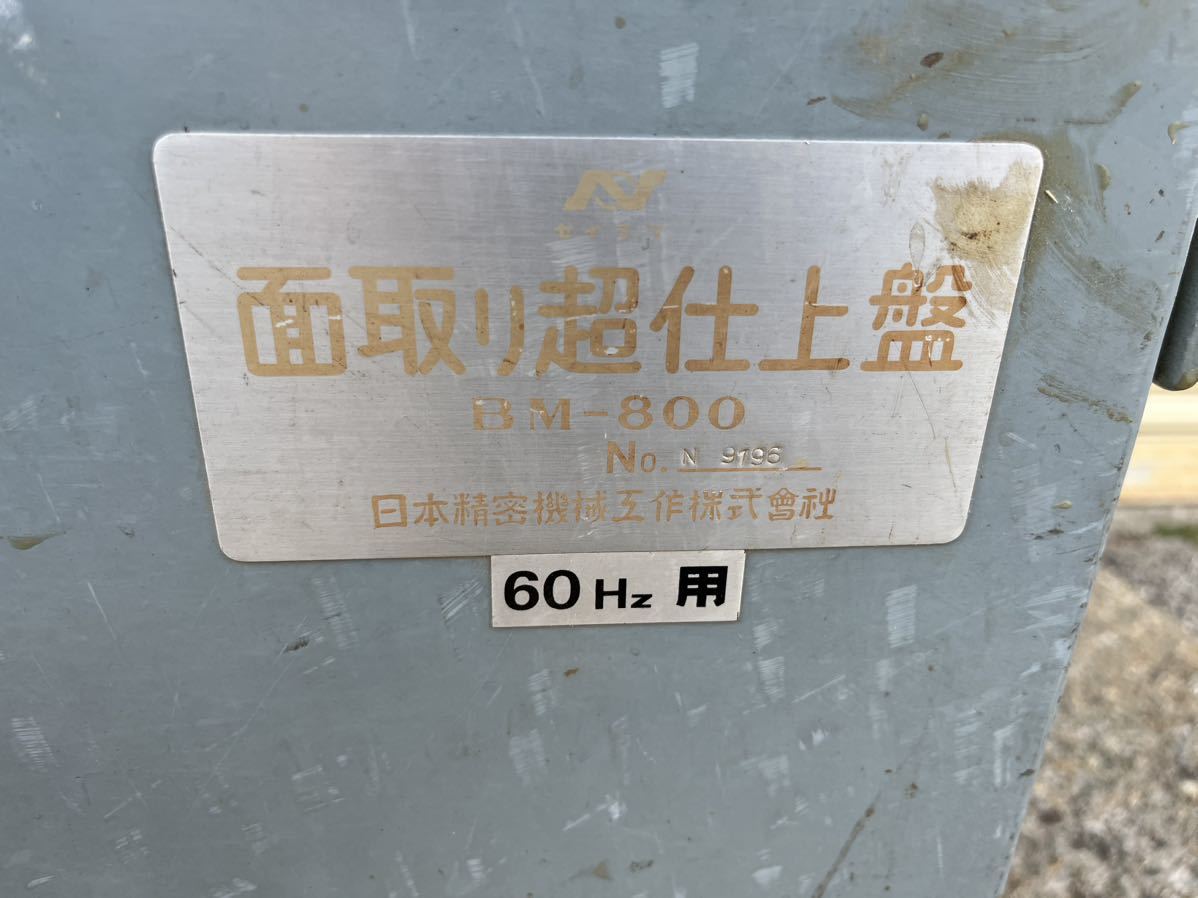 面取り超仕上盤
BM-800
No. N 9196
日本精密機械工作株式會社
60Hz 用